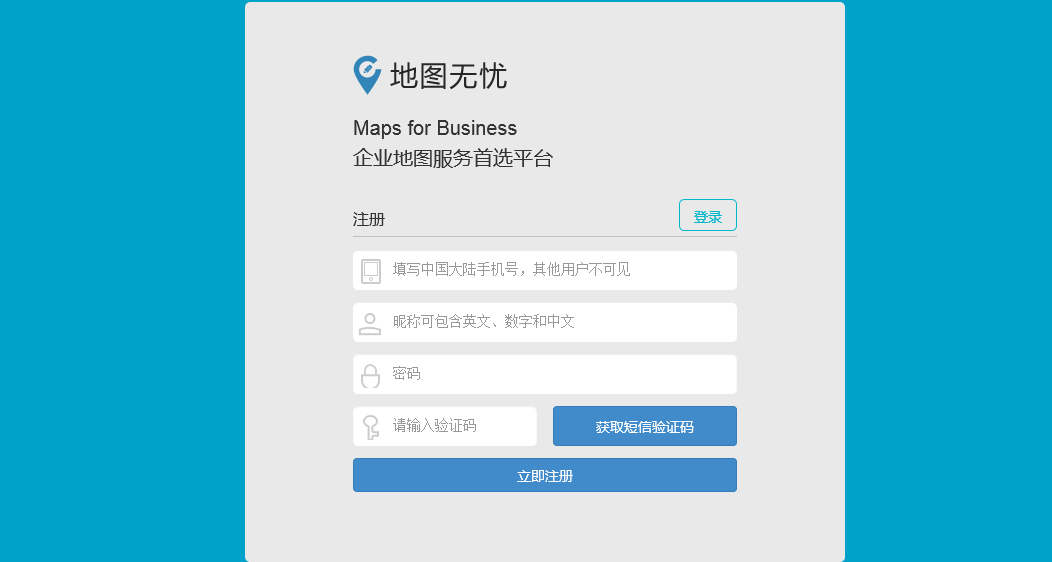 地图无忧
Maps for Business
企业地图服务首选平台
注册
登录
填写中国大陆手机号，其他用户不可见
昵称可包含英文、数字和中文
密码
请输入验证码
获取短信验证码
立即注册